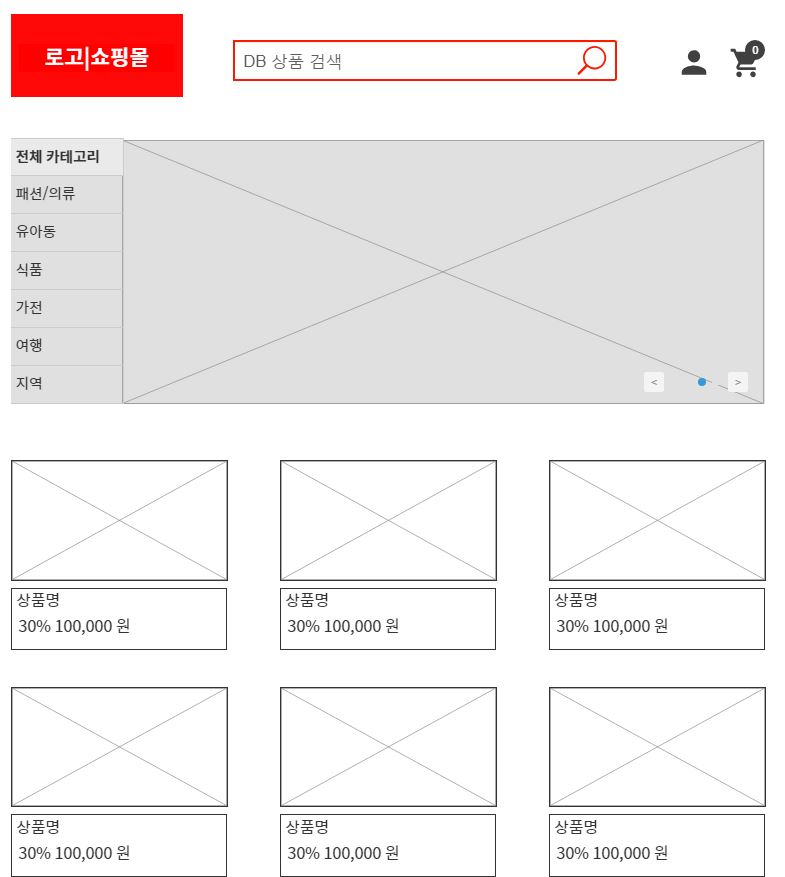 로고|쇼핑몰
DB 상품 검색
0
전체 카테고리
패션/의류
유아동
식품
가전
여행
지역
< >
상품명
30% 100,000 원
상품명
30% 100,000 원
상품명
30% 100,000 원
상품명
30% 100,000 원
상품명
30% 100,000 원
상품명
30% 100,000 원